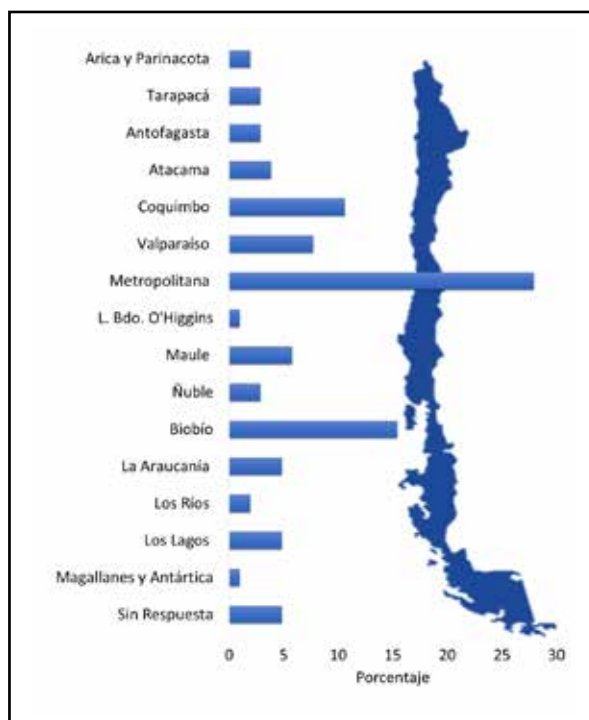 Arica y Parinacota
Tarapacá
Antofagasta
Atacama
Coquimbo
Valparaíso
Metropolitana
L. Bdo. O'Higgins
Maule
Ñuble
Biobío
La Araucanía
Los Ríos
Los Lagos
Magallanes y Antártica
Sin Respuesta
0 5 10 15 20 25 30
Porcentaje